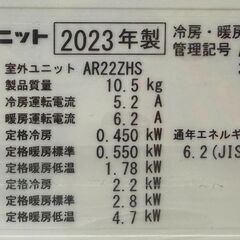 ニット 2023年製 冷房・暖房
管理記号
室外ユニット AR22ZHS
製品質量 10.5 kg
冷房運転電流 5.2 A
暖房運転電流 6.2 A
定格冷房 0.450 kW 通年エネルギ
定格暖房標準 0.550 kW 6.2(JIS
定格暖房低温 1.78 kW
定格冷房 2.2 kW
定格暖房標準 2.8 kW
定格暖房低温 4.7 kW